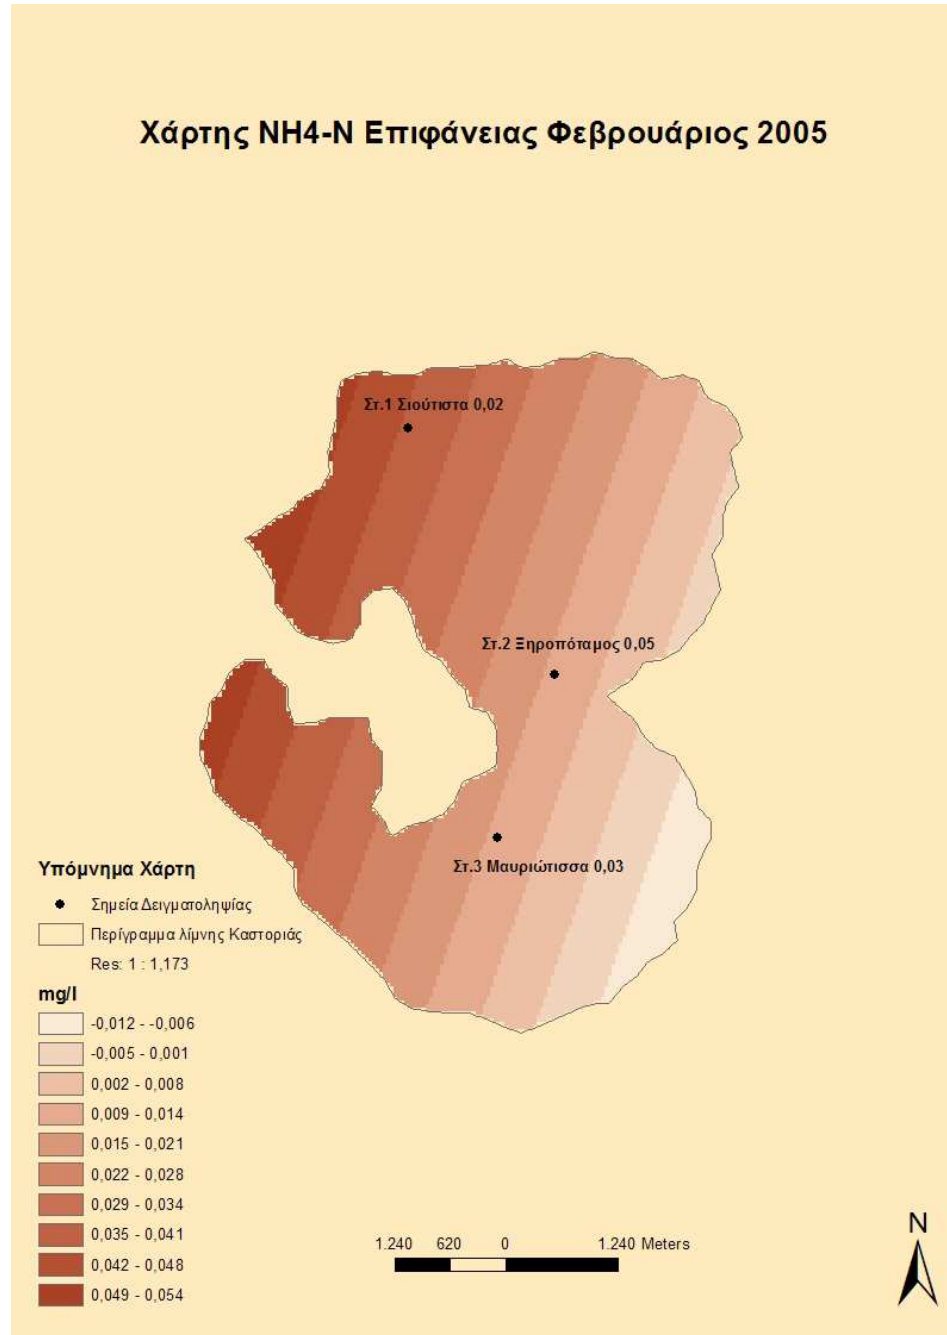 Χάρτης NH4-N Επιφάνειας Φεβρουάριος 2005
Στ.1 Σιούτιστα 0,02
Στ.2 Ξηροπόταμος 0,05
Στ.3 Μαυριώτισσα 0,03
Υπόμνημα Χάρτη
Σημεία Δειγματοληψίας
Περίγραμμα λίμνης Καστοριάς
Res: 1 : 1,173
mg/l
-0,012 - -0,006
-0,005 - 0,001
0,002 - 0,008
0,009 - 0,014
0,015 - 0,021
0,022 - 0,028
0,029 - 0,034
0,035 - 0,041
0,042 - 0,048
0,049 - 0,054
1.240 620 0 1.240 Meters
N